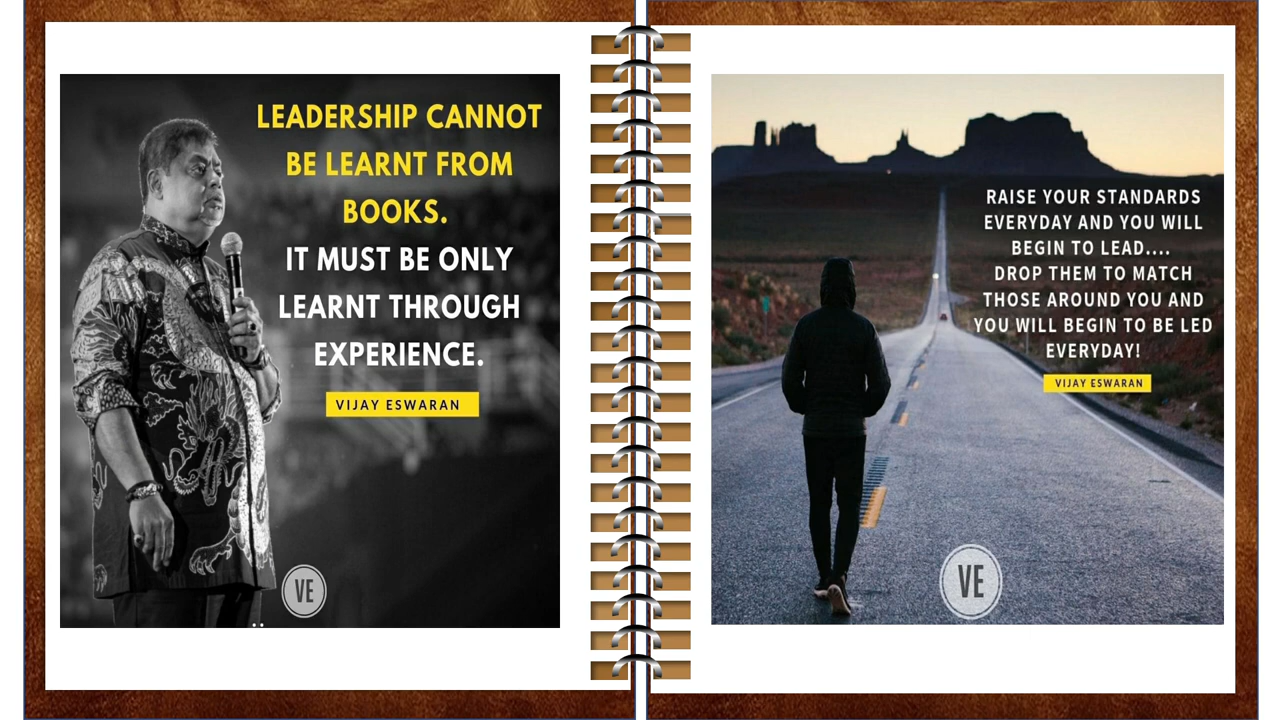 LEADERSHIP CANNOT
BE LEARNT FROM
BOOKS.
IT MUST BE ONLY
LEARNT THROUGH
EXPERIENCE.
VIJAY ESWARAN
VE
RAISE YOUR STANDARDS
EVERYDAY AND YOU WILL
BEGIN TO LEAD....
DROP THEM TO MATCH
THOSE AROUND YOU AND
YOU WILL BEGIN TO BE LED
EVERYDAY!
VIJAY ESWARAN
VE